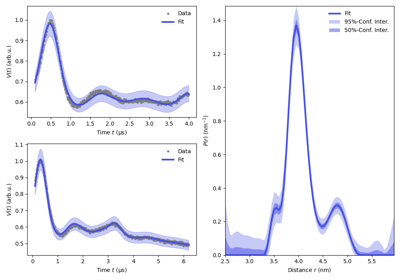 Data
Fit
V(t) (arb.u.)
1.0
0.9
0.8
0.7
0.6
0.0 0.5 1.0 1.5 2.0 2.5 3.0 3.5 4.0
Time t (μs)
Data
Fit
V(t) (arb.u.)
1.1
1.0
0.9
0.8
0.7
0.6
0.5
0 1 2 3 4 5 6
Time t (μs)
Fit
95%-Conf. Inter.
50%-Conf. Inter.
P(r) (nm⁻¹)
1.4
1.2
1.0
0.8
0.6
0.4
0.2
0.0
2.5 3.0 3.5 4.0 4.5 5.0 5.5
Distance r (nm)